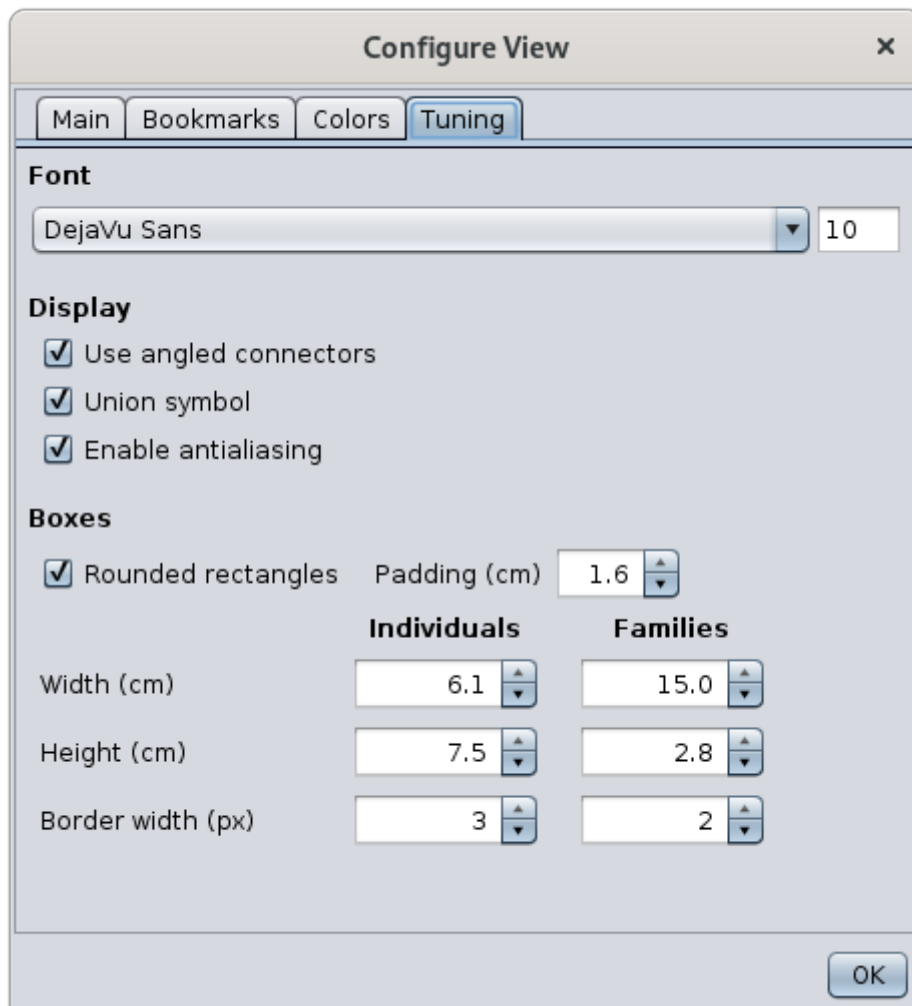 Configure View
Main Bookmarks Colors Tuning
Font
DejaVu Sans 10
Display
Use angled connectors
Union symbol
Enable antialiasing
Boxes
Rounded rectangles Padding (cm) 1.6
Individuals Families
Width (cm) 6.1 15.0
Height (cm) 7.5 2.8
Border width (px) 3 2
OK